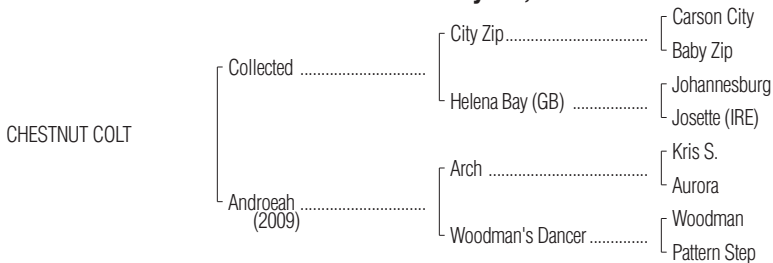 Carson City
City Zip
Baby Zip
Collected
Johannesburg
Helena Bay (GB)
Josette (IRE)
CHESTNUT COLT
Kris S.
Arch
Aurora
Androeah
(2009)
Woodman
Woodman's Dancer
Pattern Step